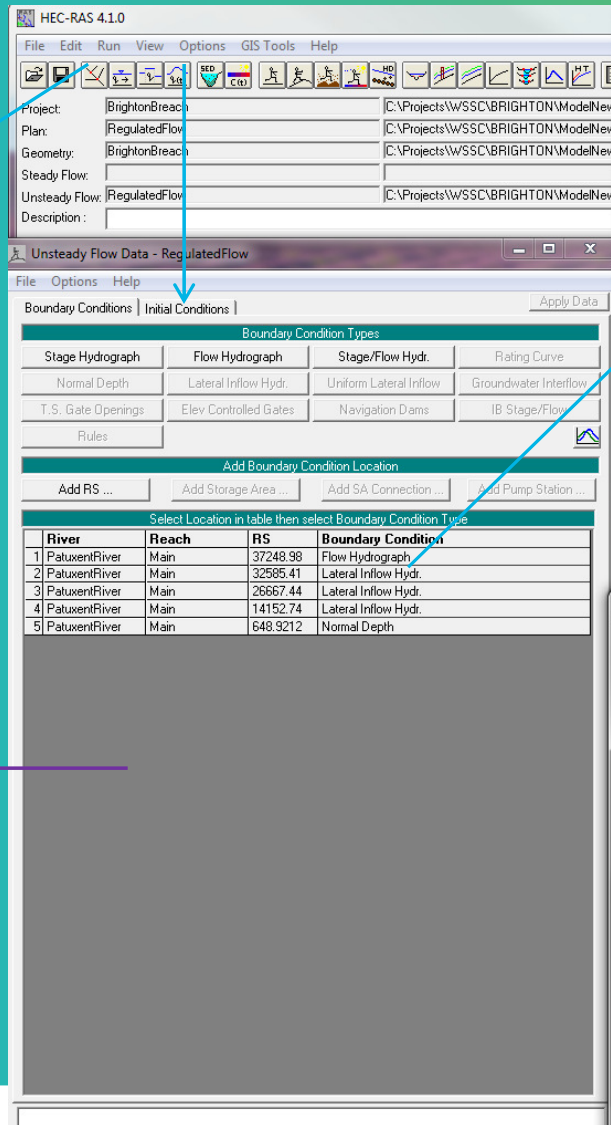 HEC-RAS 4.1.0
File Edit Run View Options GIS Tools Help
Project: BrightonBreach C:\Projects\WSSC\BRIGHTON\ModelNew
Plan: RegulatedFlow C:\Projects\WSSC\BRIGHTON\ModelNew
Geometry: BrightonBreach C:\Projects\WSSC\BRIGHTON\ModelNew
Steady Flow:
Unsteady Flow: RegulatedFlow C:\Projects\WSSC\BRIGHTON\ModelNew
Description :
Unsteady Flow Data - RegulatedFlow
File Options Help
Boundary Conditions Initial Conditions Apply Data
Boundary Condition Types
Stage Hydrograph Flow Hydrograph Stage/Flow Hydr. Rating Curve
Normal Depth Lateral Inflow Hydr. Uniform Lateral Inflow Groundwater Interflow
T.S. Gate Openings Elev Controlled Gates Navigation Dams IB Stage/Flow
Rules
Add Boundary Condition Location
Add RS ... Add Storage Area ... Add SA Connection ... Add Pump Station ...
Select Location in table then select Boundary Condition Type
River Reach RS Boundary Condition
1 PatuxentRiver Main 37248.98 Flow Hydrograph
2 PatuxentRiver Main 32585.41 Lateral Inflow Hydr.
3 PatuxentRiver Main 26667.44 Lateral Inflow Hydr.
4 PatuxentRiver Main 14152.74 Lateral Inflow Hydr.
5 PatuxentRiver Main 648.9212 Normal Depth